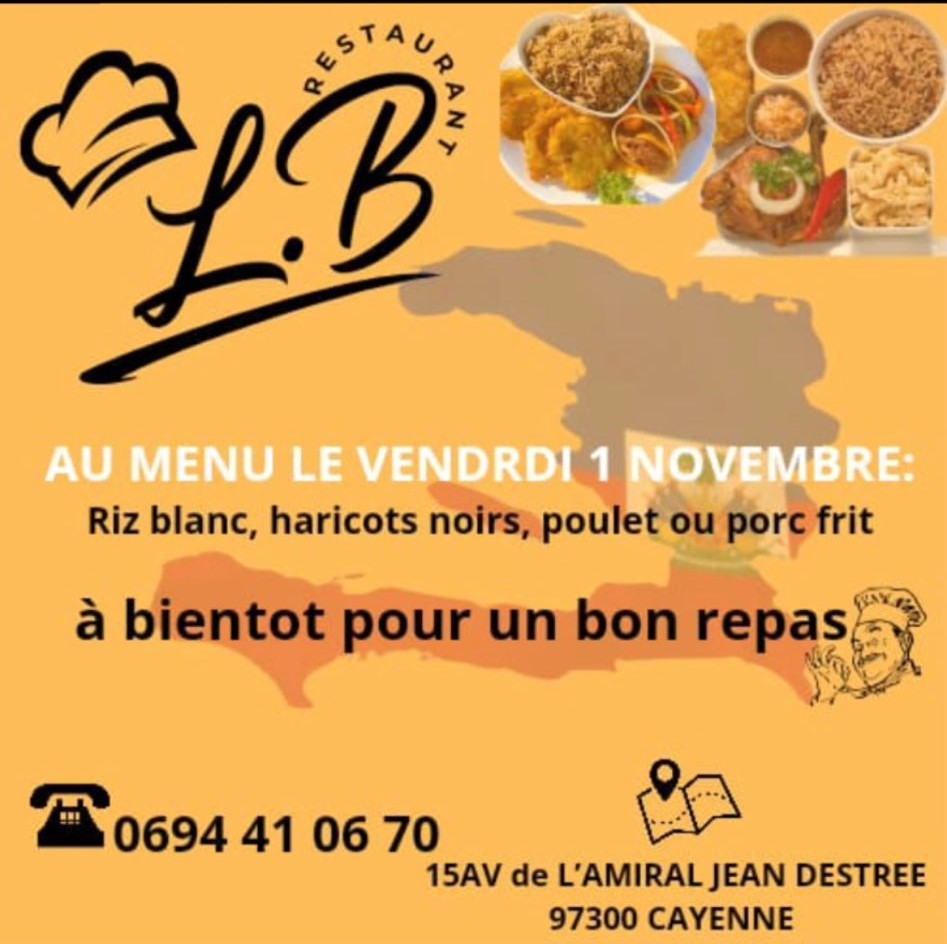 RESTAURANT
L.B
AU MENU LE VENDRDI 1 NOVEMBRE:
Riz blanc, haricots noirs, poulet ou porc frit
à bientot pour un bon repas
0694 41 06 70
15AV de L'AMIRAL JEAN DESTREE
97300 CAYENNE